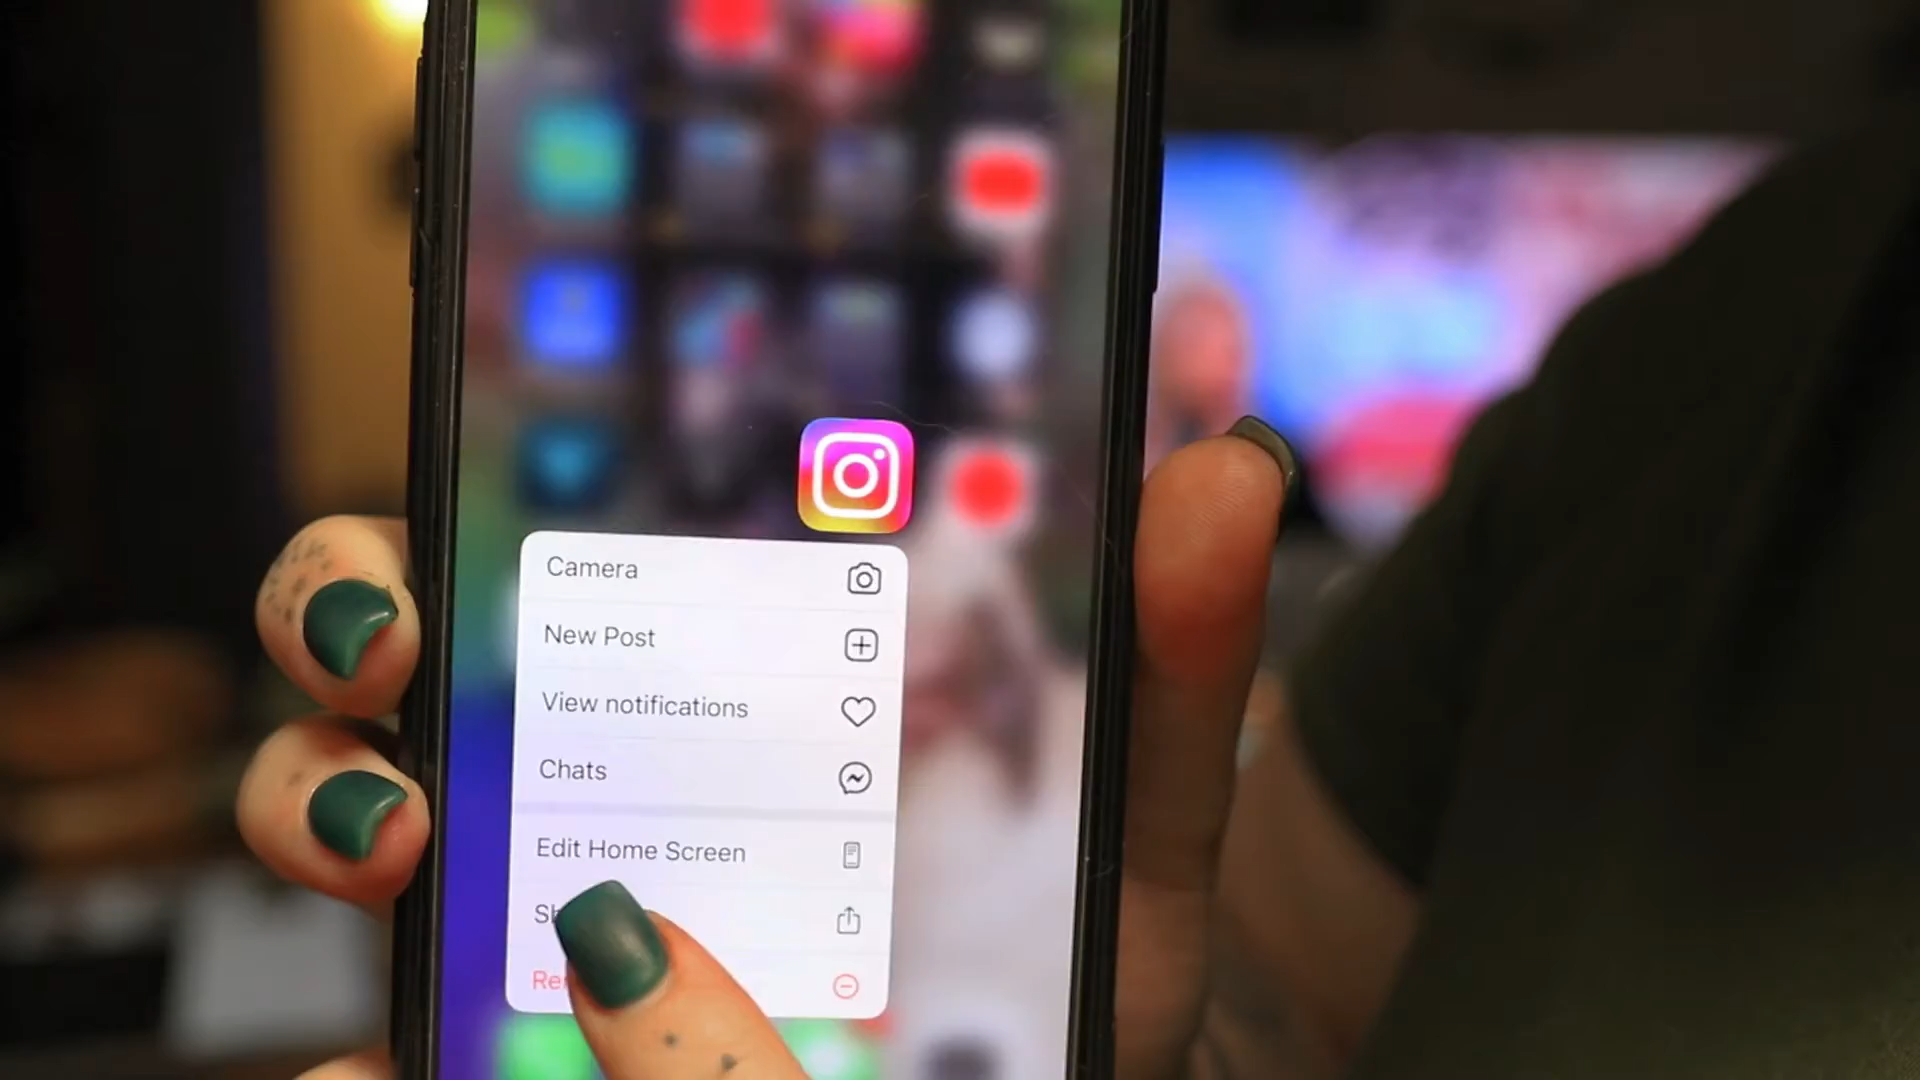 Camera
New Post
View notifications
Chats
Edit Home Screen